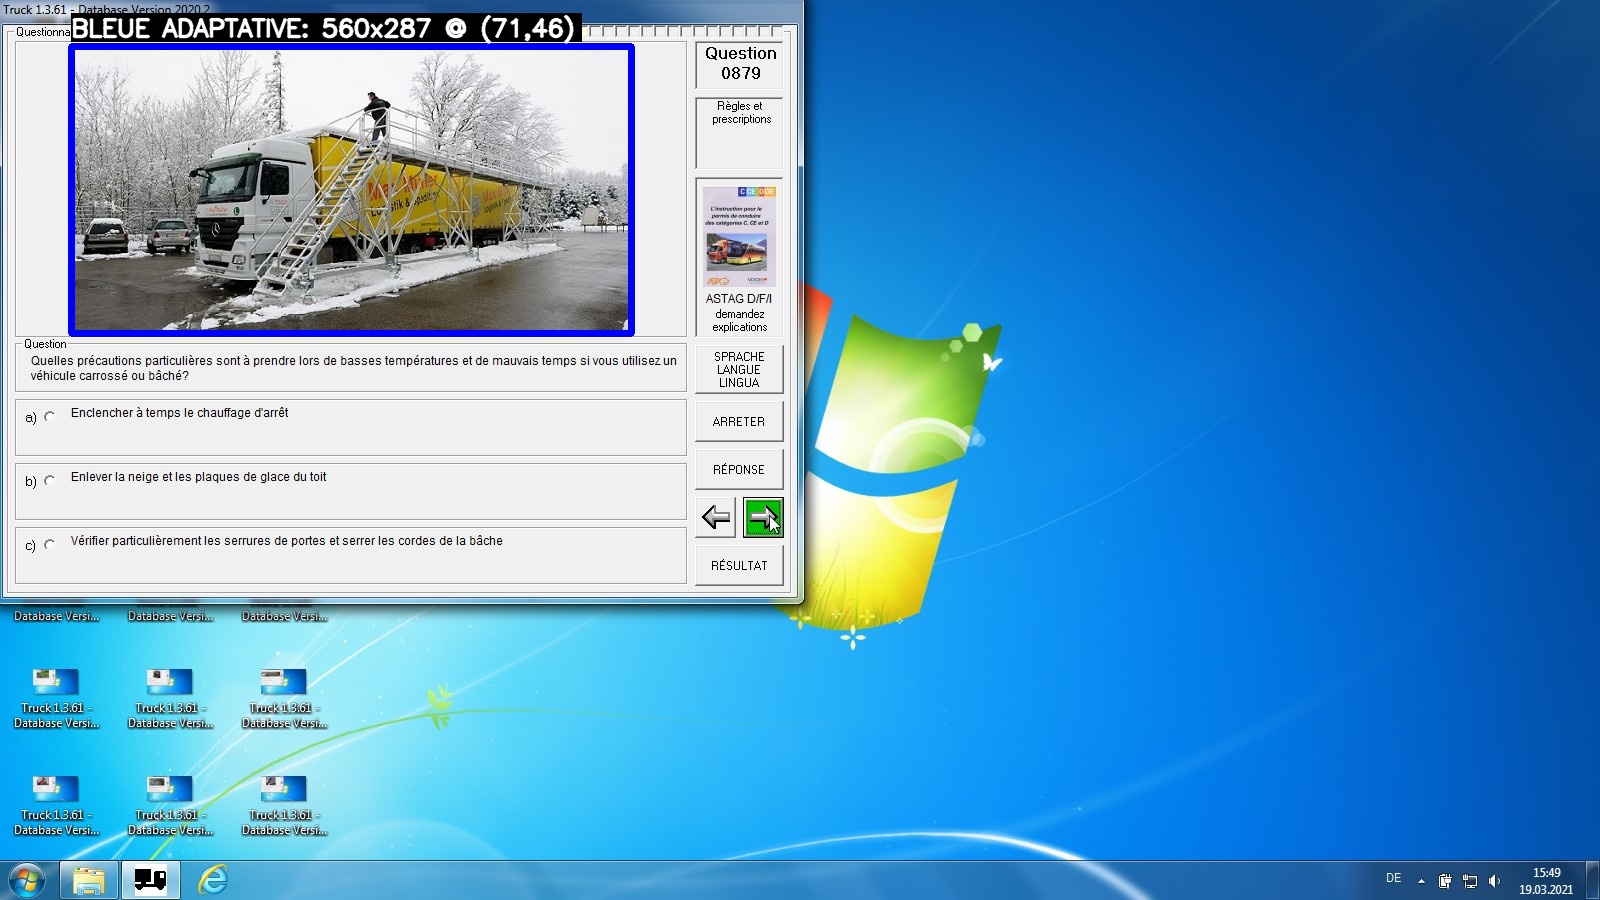 Truck 1.3.61 - Database Version 2020.2
BLEUE ADAPTATIVE: 560x287 @ (71,46)
Question
0879
Règles et
prescriptions
C CE D DE
L'instruction pour le
permis de conduire
des catégories C, CE et D
ASTAG D/F/I
demandez
explications
Question
Quelles précautions particulières sont à prendre lors de basses températures et de mauvais temps si vous utilisez un
véhicule carrossé ou bâché?
a) Enclencher à temps le chauffage d'arrêt
b) Enlever la neige et les plaques de glace du toit
c) Vérifier particulièrement les serrures de portes et serrer les cordes de la bâche
SPRACHE
LANGUE
LINGUA
ARRETER
RÉPONSE
RÉSULTAT
Database Versi... Database Versi... Database Versi...
Truck 1.3.61 - Truck 1.3.61 - Truck 1.3.61 -
Database Versi... Database Versi... Database Versi...
Truck 1.3.61 - Truck 1.3.61 - Truck 1.3.61 -
Database Versi... Database Versi... Database Versi...
DE
15:49
19.03.2021